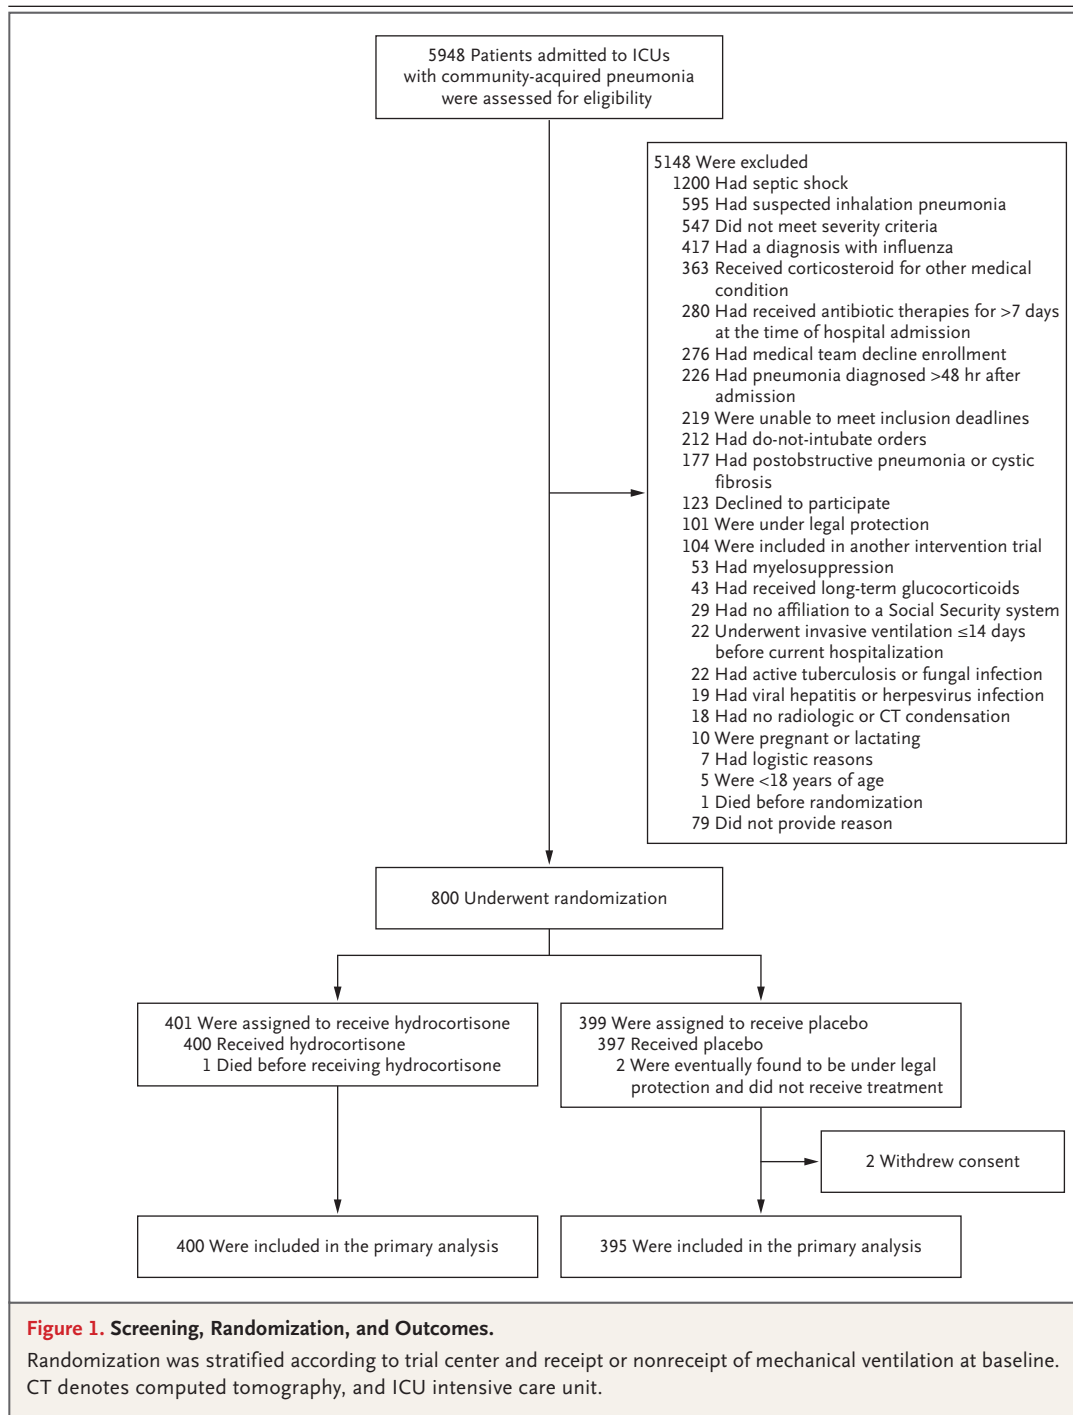 5948 Patients admitted to ICUs
with community-acquired pneumonia
were assessed for eligibility
5148 Were excluded
1200 Had septic shock
595 Had suspected inhalation pneumonia
547 Did not meet severity criteria
417 Had a diagnosis with influenza
363 Received corticosteroid for other medical
condition
280 Had received antibiotic therapies for >7 days
at the time of hospital admission
276 Had medical team decline enrollment
226 Had pneumonia diagnosed >48 hr after
admission
219 Were unable to meet inclusion deadlines
212 Had do-not-intubate orders
177 Had postobstructive pneumonia or cystic
fibrosis
123 Declined to participate
101 Were under legal protection
104 Were included in another intervention trial
53 Had myelosuppression
43 Had received long-term glucocorticoids
29 Had no affiliation to a Social Security system
22 Underwent invasive ventilation ≤14 days
before current hospitalization
22 Had active tuberculosis or fungal infection
19 Had viral hepatitis or herpesvirus infection
18 Had no radiologic or CT condensation
10 Were pregnant or lactating
7 Had logistic reasons
5 Were <18 years of age
1 Died before randomization
79 Did not provide reason
800 Underwent randomization
401 Were assigned to receive hydrocortisone
400 Received hydrocortisone
1 Died before receiving hydrocortisone
399 Were assigned to receive placebo
397 Received placebo
2 Were eventually found to be under legal
protection and did not receive treatment
2 Withdrew consent
400 Were included in the primary analysis
395 Were included in the primary analysis
Figure 1. Screening, Randomization, and Outcomes.
Randomization was stratified according to trial center and receipt or nonreceipt of mechanical ventilation at baseline.
CT denotes computed tomography, and ICU intensive care unit.